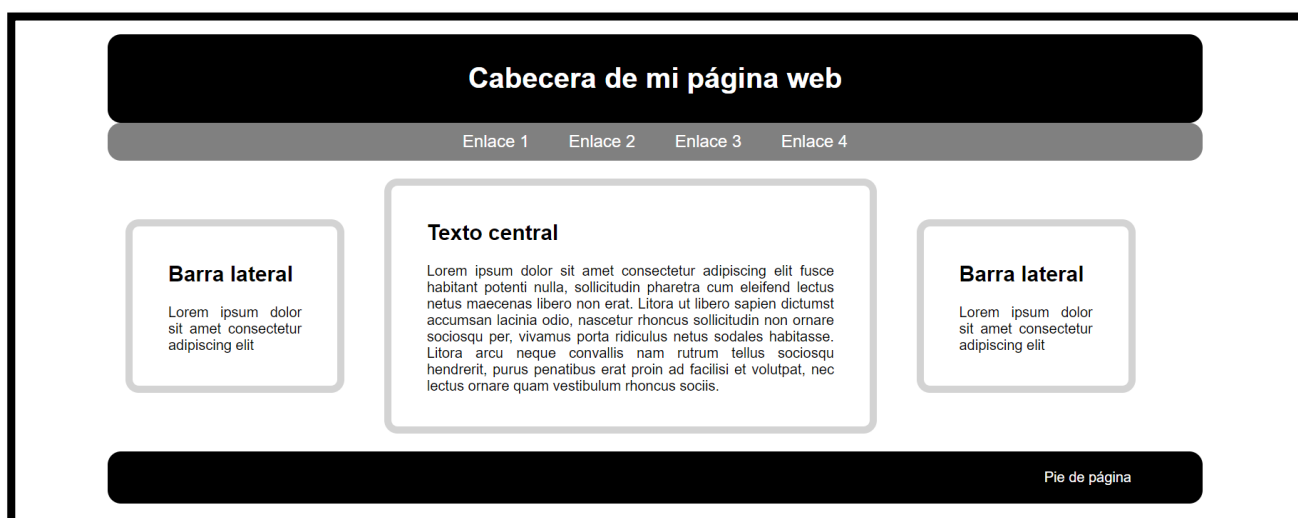 Cabecera de mi página web
Enlace 1 Enlace 2 Enlace 3 Enlace 4
Barra lateral
Lorem ipsum dolor
sit amet consectetur
adipiscing elit
Texto central
Lorem ipsum dolor sit amet consectetur adipiscing elit fusce
habitant potenti nulla, sollicitudin pharetra cum eleifend lectus
netus maecenas libero non erat. Litora ut libero sapien dictumst
accumsan lacinia odio, nascetur rhoncus sollicitudin non ornare
sociosqu per, vivamus porta ridiculus netus sodales habitasse.
Litora arcu neque convallis nam rutrum tellus sociosqu
hendrerit, purus penatibus erat proin ad facilisi et volutpat, nec
lectus ornare quam vestibulum rhoncus sociis.
Barra lateral
Lorem ipsum dolor
sit amet consectetur
adipiscing elit
Pie de página